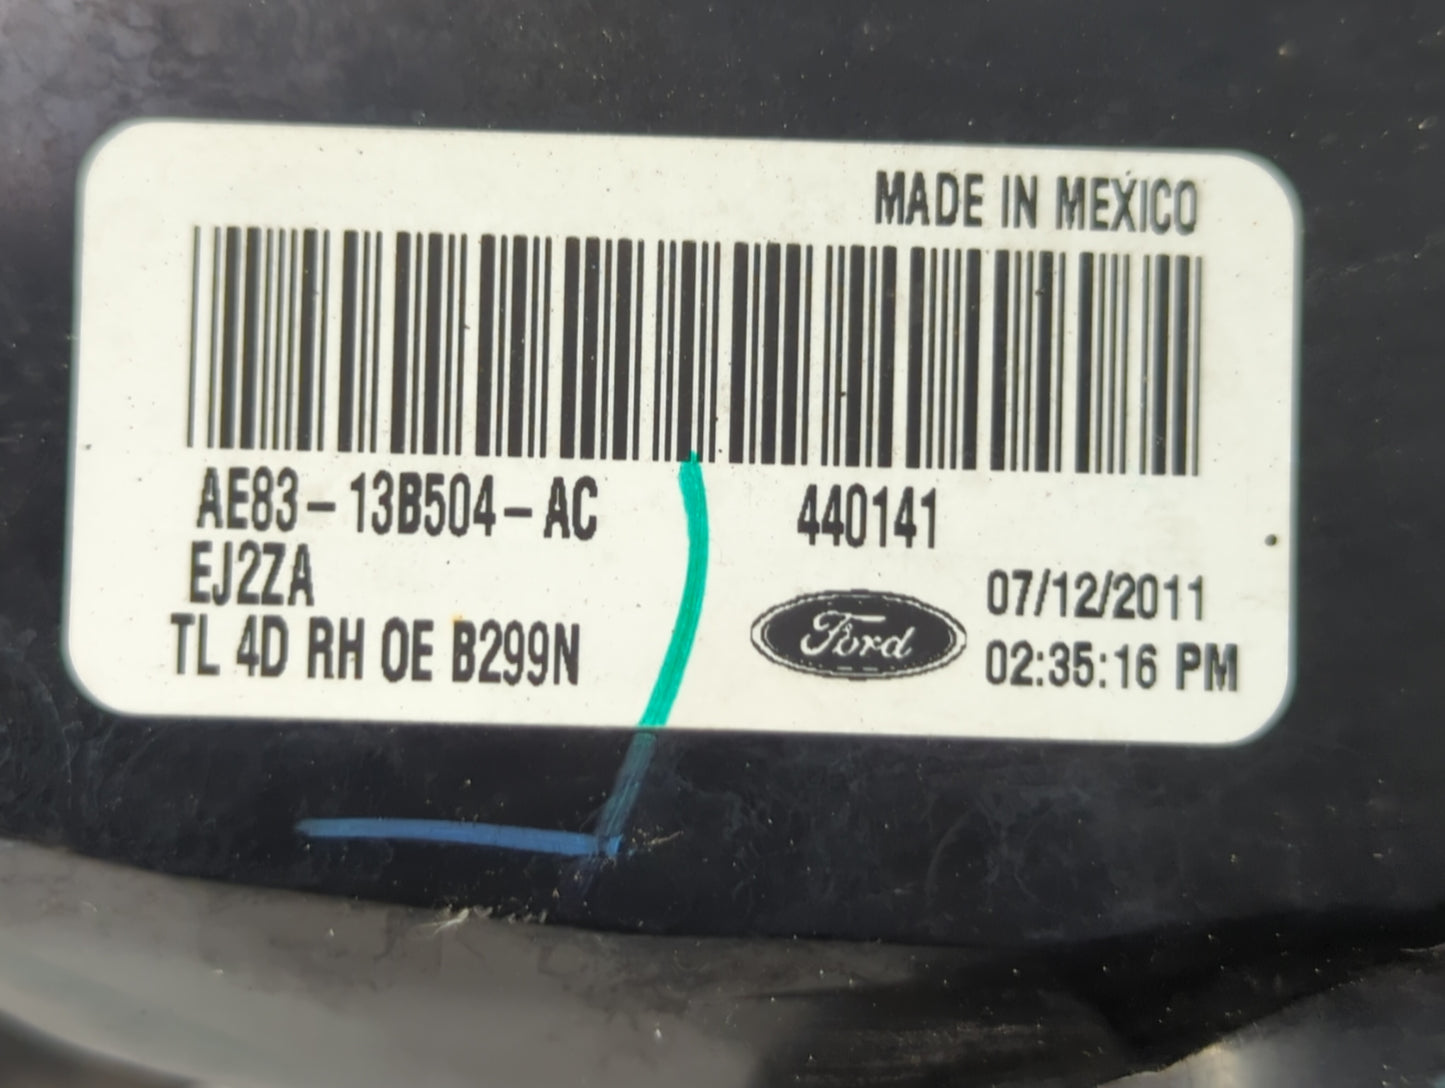 MADE IN MEXICO
AE83-13B504-AC 440141
EJ2ZA
07/12/2011
TL 4D RH OE B299N
Ford
02:35:16 PM